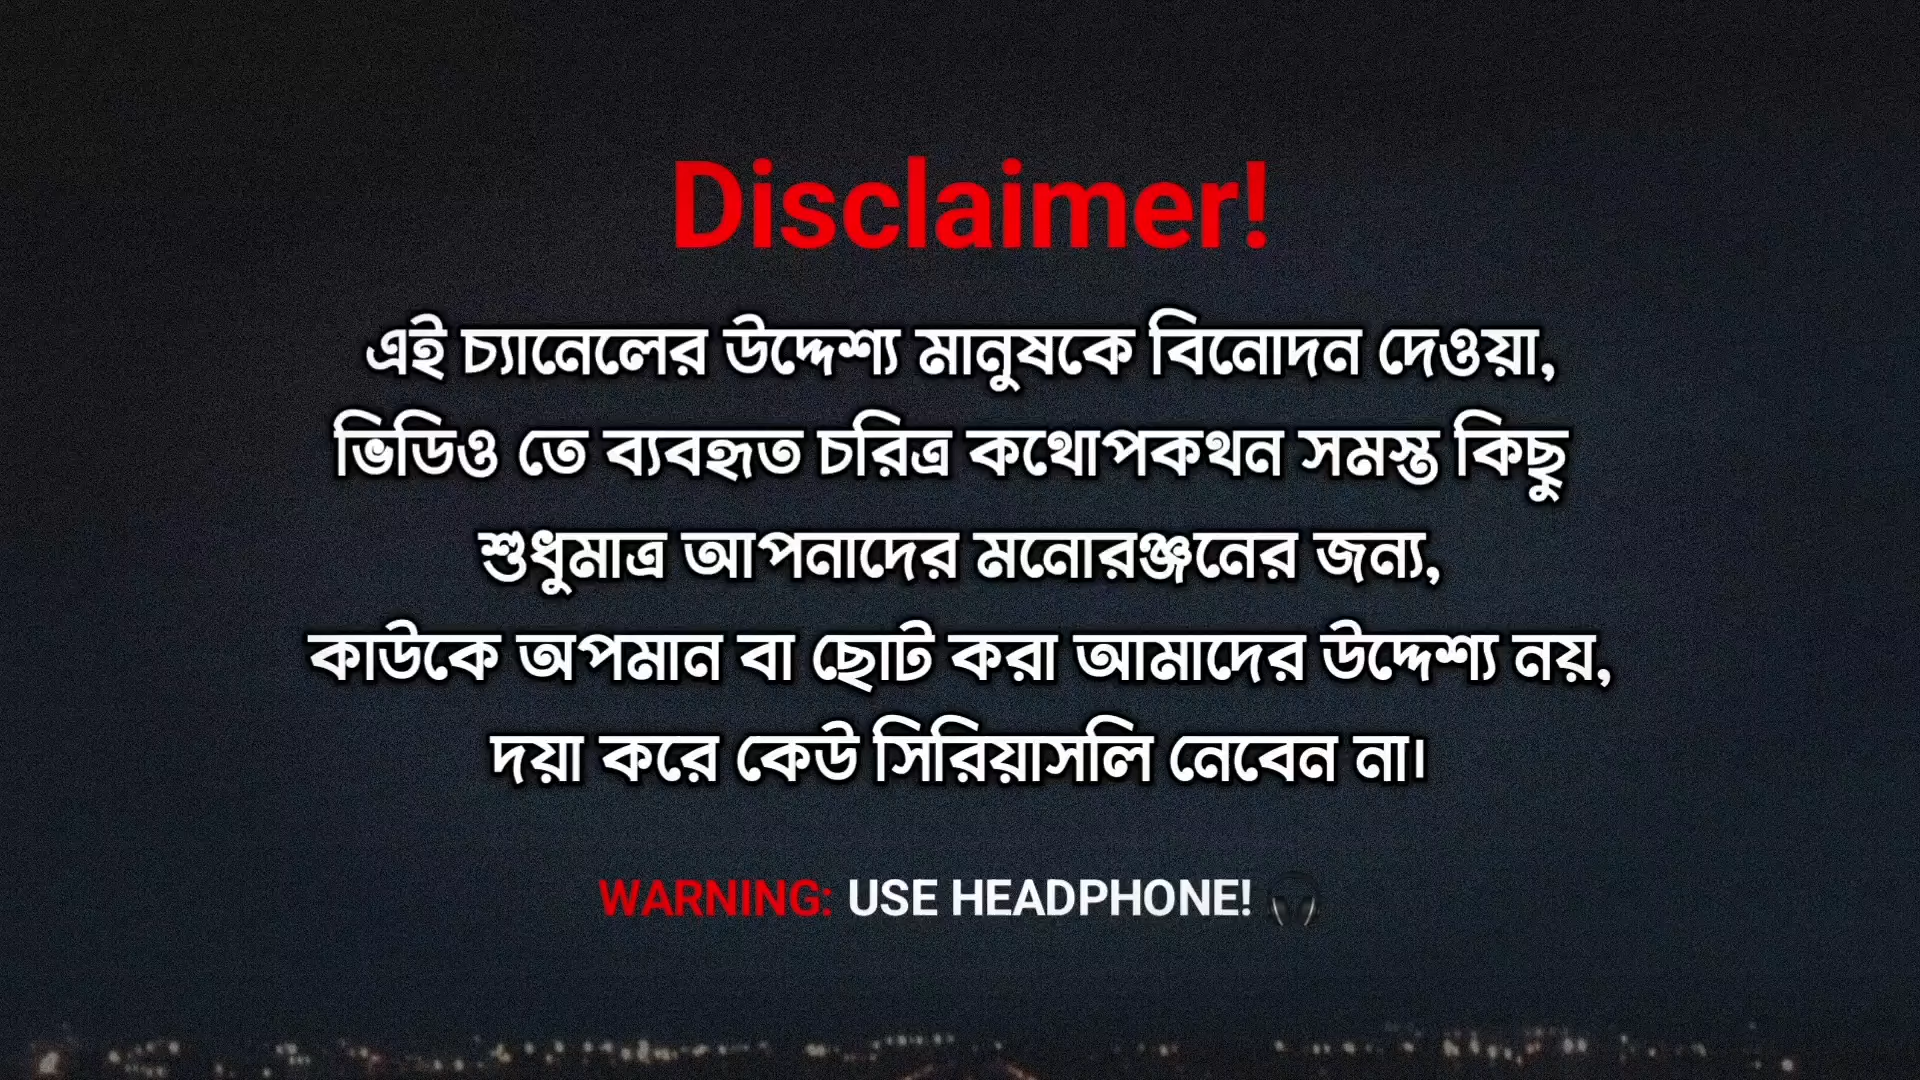 Disclaimer!
এই চ্যানেলের উদ্দেশ্য মানুষকে বিনোদন দেওয়া,
ভিডিও তে ব্যবহৃত চরিত্র কথোপকথন সমস্ত কিছু
শুধুমাত্র আপনাদের মনোরঞ্জনের জন্য,
কাউকে অপমান বা ছোট করা আমাদের উদ্দেশ্য নয়,
দয়া করে কেউ সিরিয়াসলি নেবেন না।
WARNING: USE HEADPHONE! 🎧